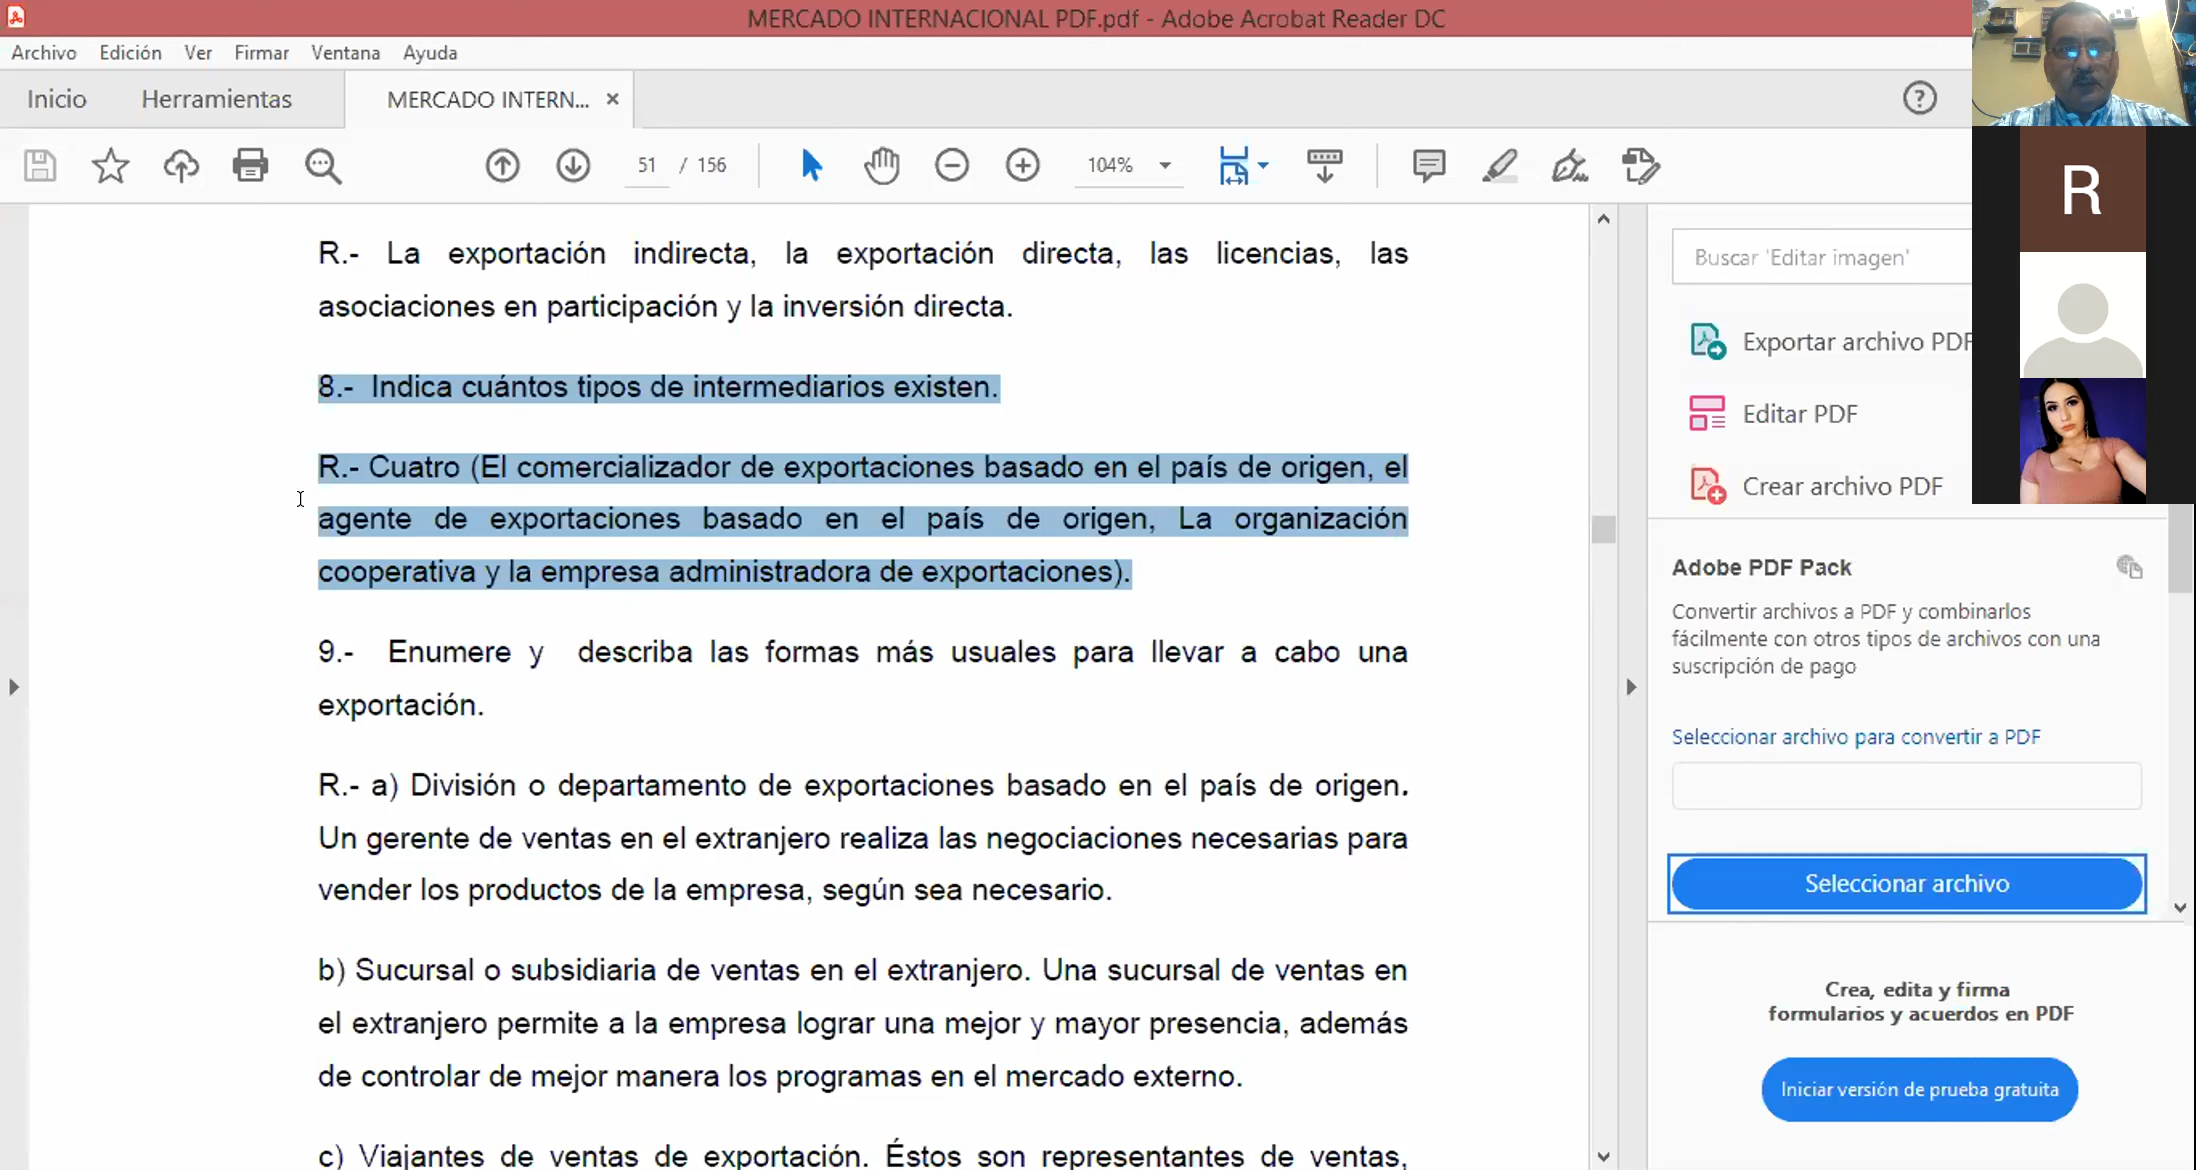 MERCADO INTERNACIONAL PDF.pdf - Adobe Acrobat Reader DC
Archivo Edición Ver Firmar Ventana Ayuda
Inicio Herramientas MERCADO INTERN... ×
51 / 156 104%
R
R.- La exportación indirecta, la exportación directa, las licencias, las
asociaciones en participación y la inversión directa.
8.- Indica cuántos tipos de intermediarios existen.
R.- Cuatro (El comercializador de exportaciones basado en el país de origen, el
agente de exportaciones basado en el país de origen, La organización
cooperativa y la empresa administradora de exportaciones).
9.- Enumere y describa las formas más usuales para llevar a cabo una
exportación.
R.- a) División o departamento de exportaciones basado en el país de origen.
Un gerente de ventas en el extranjero realiza las negociaciones necesarias para
vender los productos de la empresa, según sea necesario.
b) Sucursal o subsidiaria de ventas en el extranjero. Una sucursal de ventas en
el extranjero permite a la empresa lograr una mejor y mayor presencia, además
de controlar de mejor manera los programas en el mercado externo.
c) Viajantes de ventas de exportación. Éstos son representantes de ventas,
Buscar 'Editar imagen'
Exportar archivo PDF
Editar PDF
Crear archivo PDF
Adobe PDF Pack
Convertir archivos a PDF y combinarlos
fácilmente con otros tipos de archivos con una
suscripción de pago
Seleccionar archivo para convertir a PDF
Seleccionar archivo
Crea, edita y firma
formularios y acuerdos en PDF
Iniciar versión de prueba gratuita